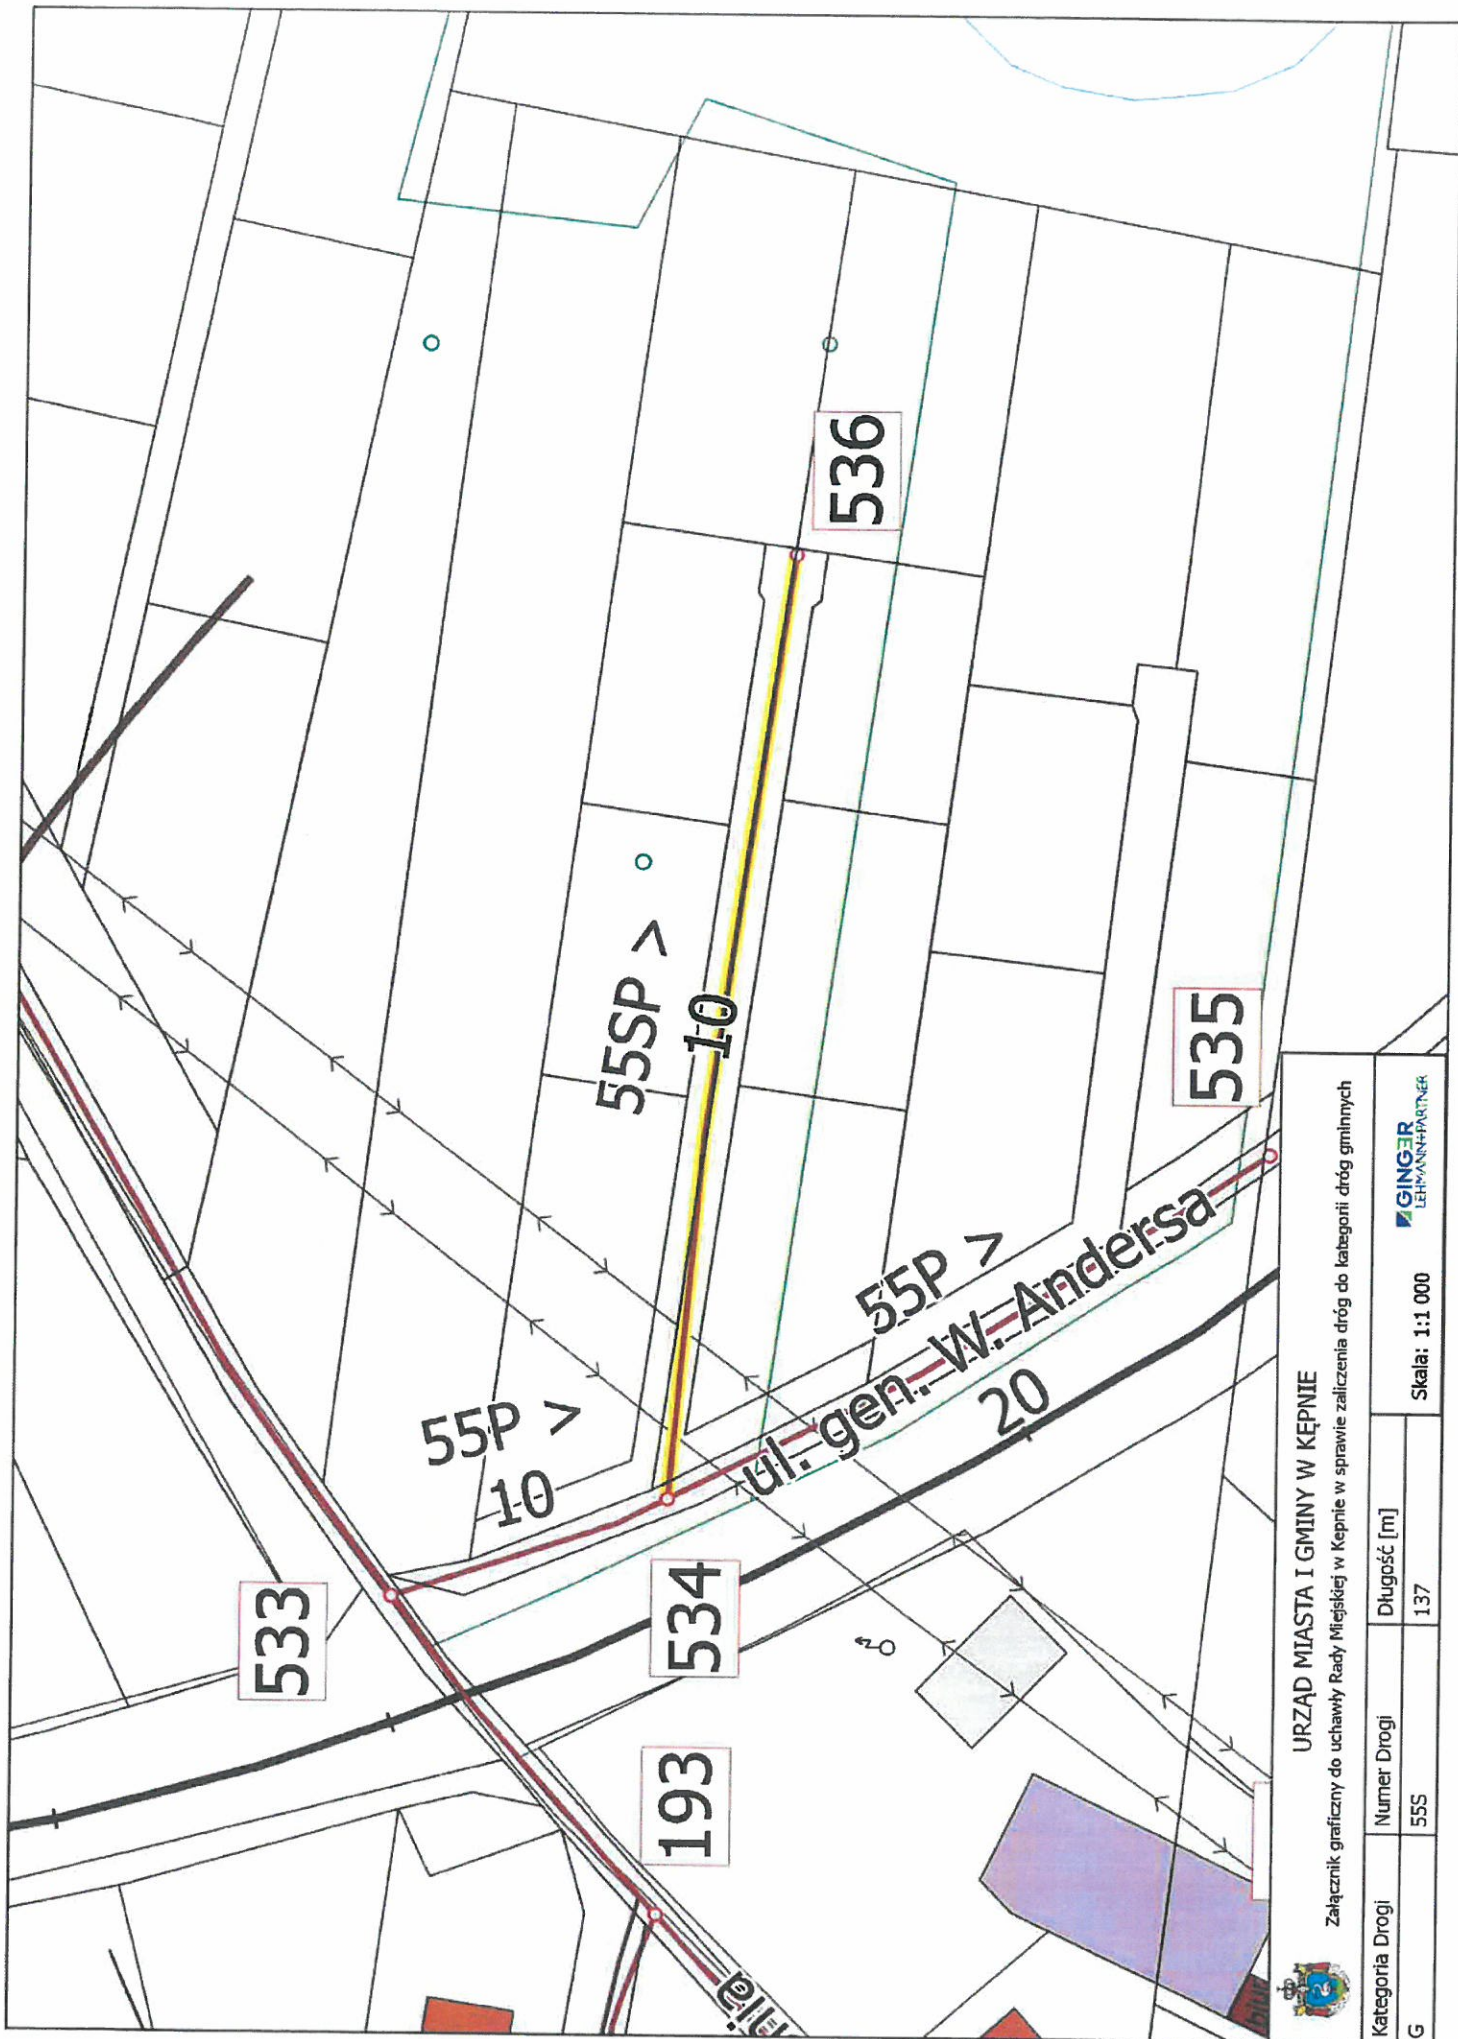 533
193
534
535
536
55P >
10
55SP >
10
55P >
ul. gen. W. Andersa
20
URZĄD MIASTA I GMINY W KĘPNIE
Załącznik graficzny do uchawły Rady Miejskiej w Kępnie w sprawie zaliczenia dróg do kategorii dróg gminnych
Kategoria Drogi Numer Drogi Długość [m]
G 55S 137
Skala: 1:1 000
GINGER
LEHMANN+PARTNER